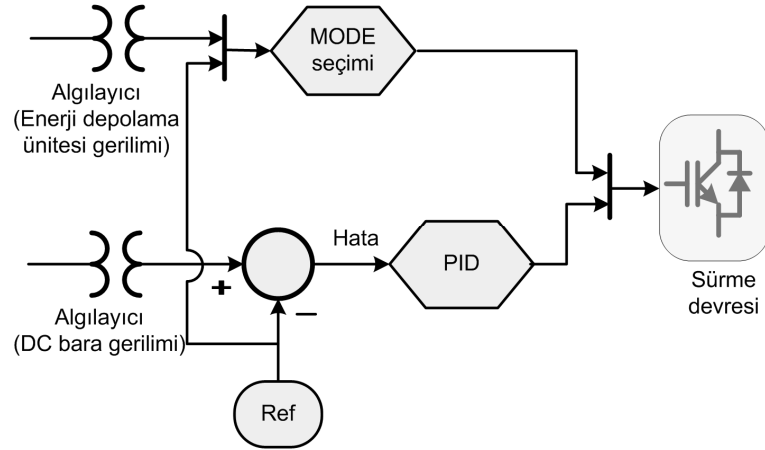 MODE
seçimi
Algılayıcı
(Enerji depolama
ünitesi gerilimi)
Hata
PID
+
−
Sürme
devresi
Algılayıcı
(DC bara gerilimi)
Ref